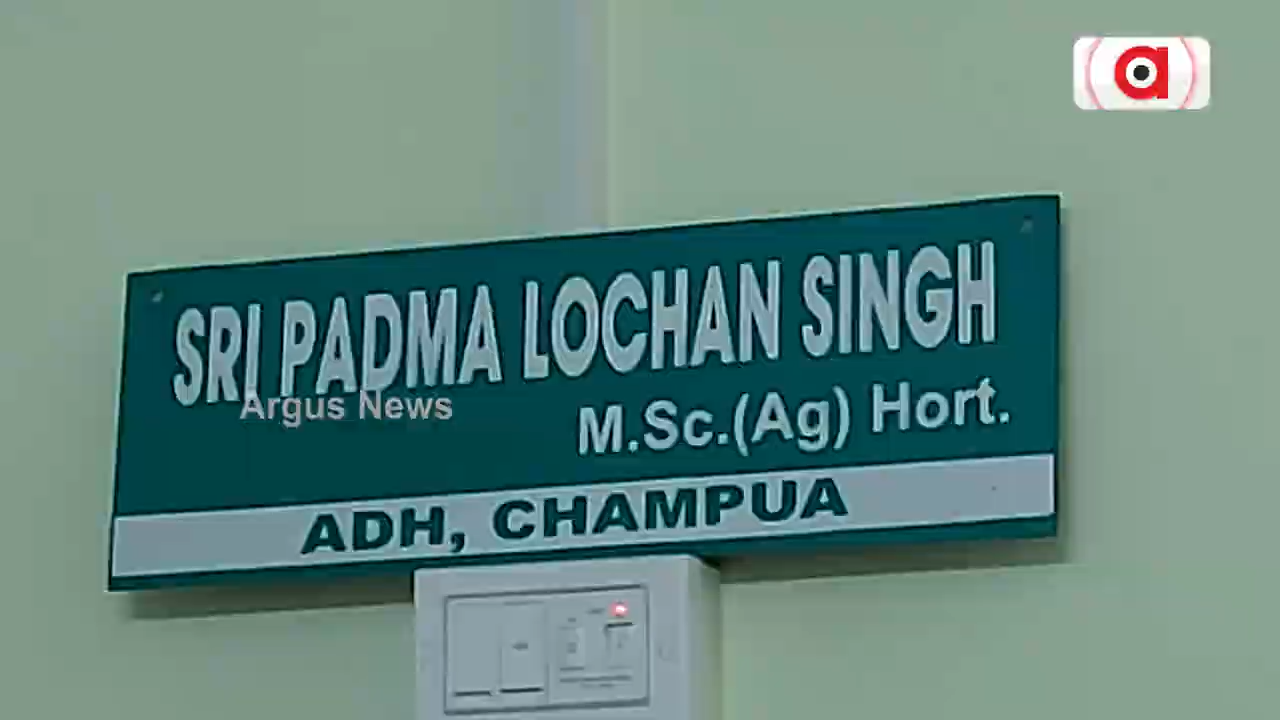 SRI PADMA LOCHAN SINGH
Argus News
M.Sc.(Ag) Hort.
ADH, CHAMPUA